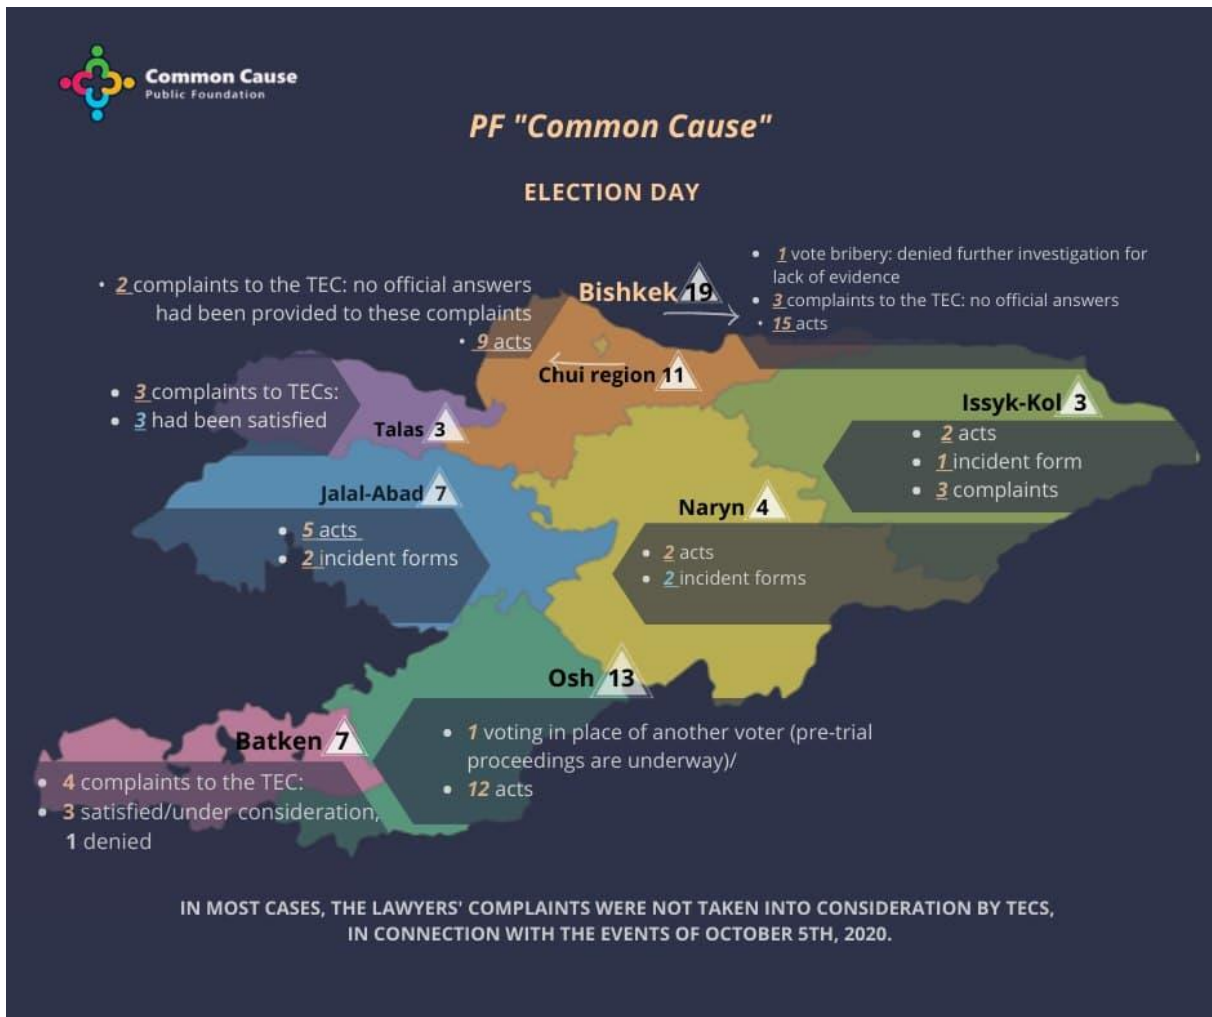 Common Cause
Public Foundation
PF "Common Cause"
ELECTION DAY
• 2 complaints to the TEC: no official answers
had been provided to these complaints
• 9 acts
Bishkek 19
• 1 vote bribery: denied further investigation for
lack of evidence
• 3 complaints to the TEC: no official answers
• 15 acts
Chui region 11
• 3 complaints to TECs:
• 3 had been satisfied
Talas 3
Issyk-Kol 3
• 2 acts
• 1 incident form
• 3 complaints
Jalal-Abad 7
• 5 acts
• 2 incident forms
Naryn 4
• 2 acts
• 2 incident forms
Osh 13
• 1 voting in place of another voter (pre-trial
proceedings are underway)/
• 12 acts
Batken 7
• 4 complaints to the TEC:
• 3 satisfied/under consideration,
1 denied
IN MOST CASES, THE LAWYERS' COMPLAINTS WERE NOT TAKEN INTO CONSIDERATION BY TECS,
IN CONNECTION WITH THE EVENTS OF OCTOBER 5TH, 2020.